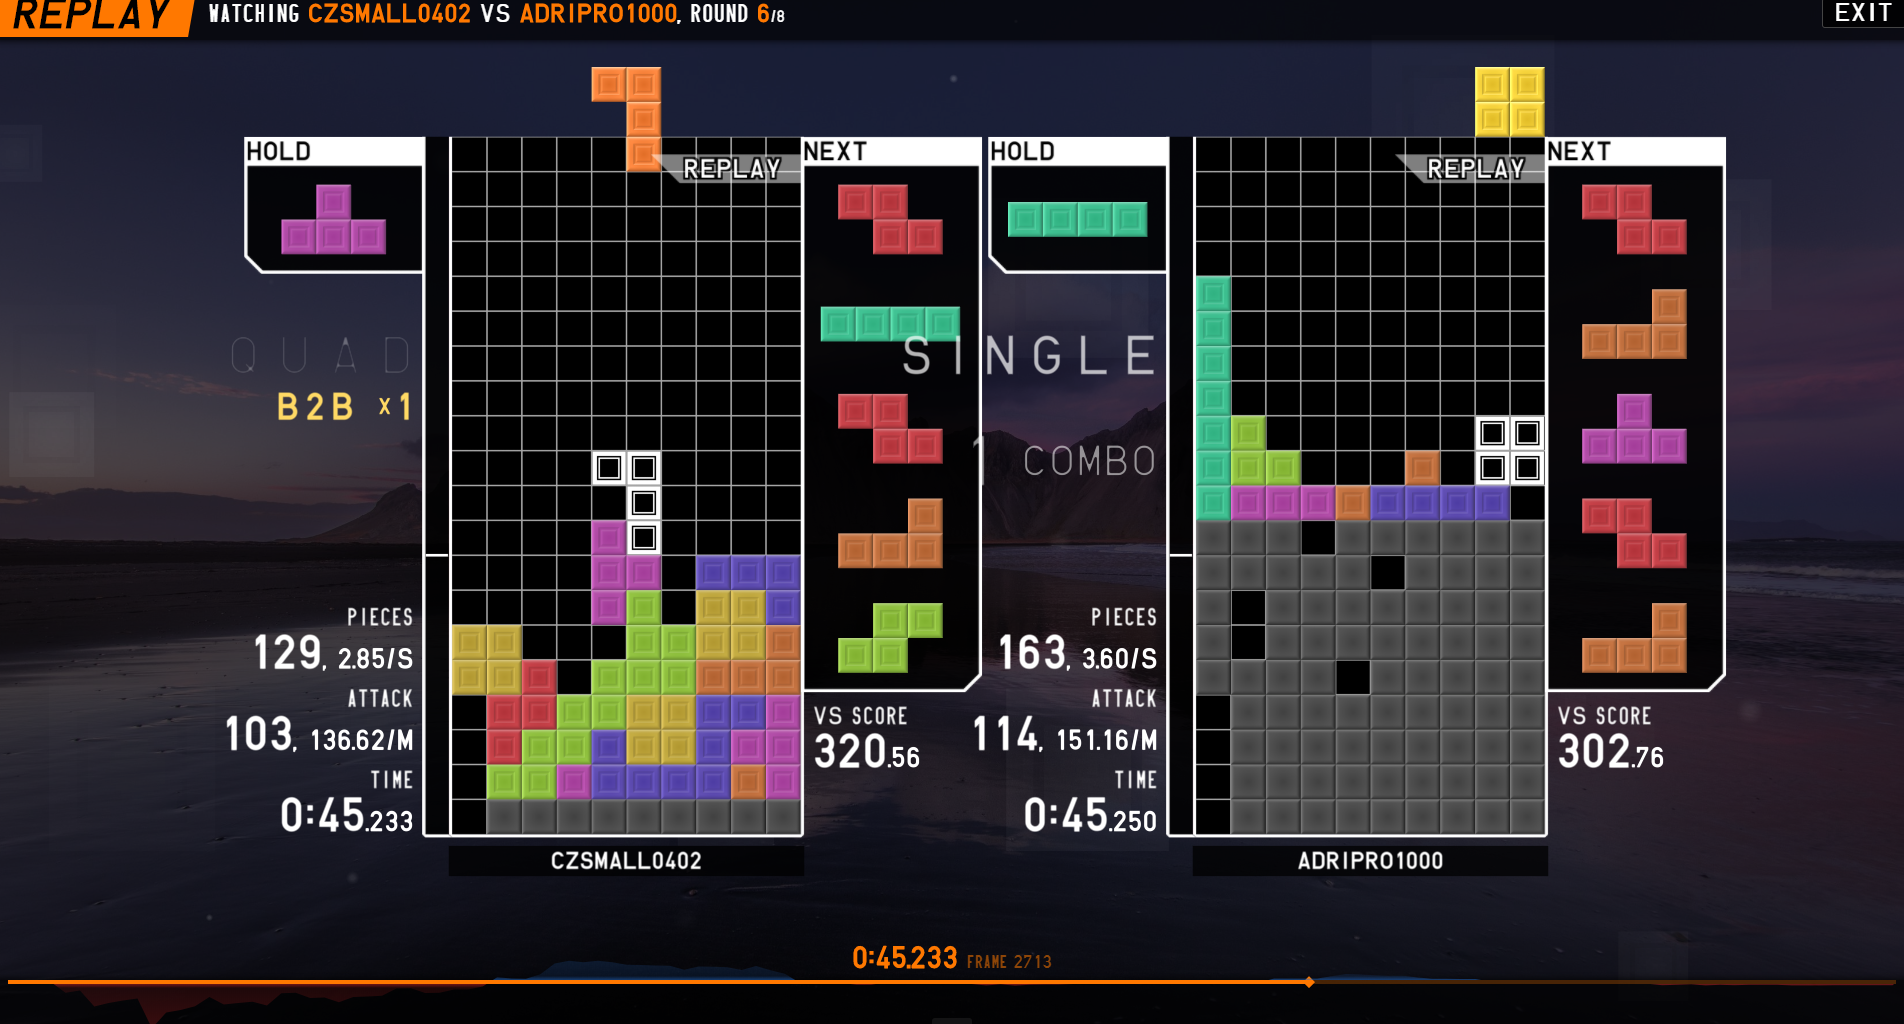 REPLAY WATCHING CZSMALL0402 VS ADRIPRO1000, ROUND 6/8 EXIT
HOLD
REPLAY
NEXT
QUAD
B2B ×1
PIECES
129, 2.85/S
ATTACK
103, 136.62/M
TIME
0:45.233
VS SCORE
320.56
CZSMALL0402
HOLD
REPLAY
NEXT
SINGLE
1 COMBO
PIECES
163, 3.60/S
ATTACK
114, 151.16/M
TIME
0:45.250
VS SCORE
302.76
ADRIPRO1000
0:45.233 FRAME 2713